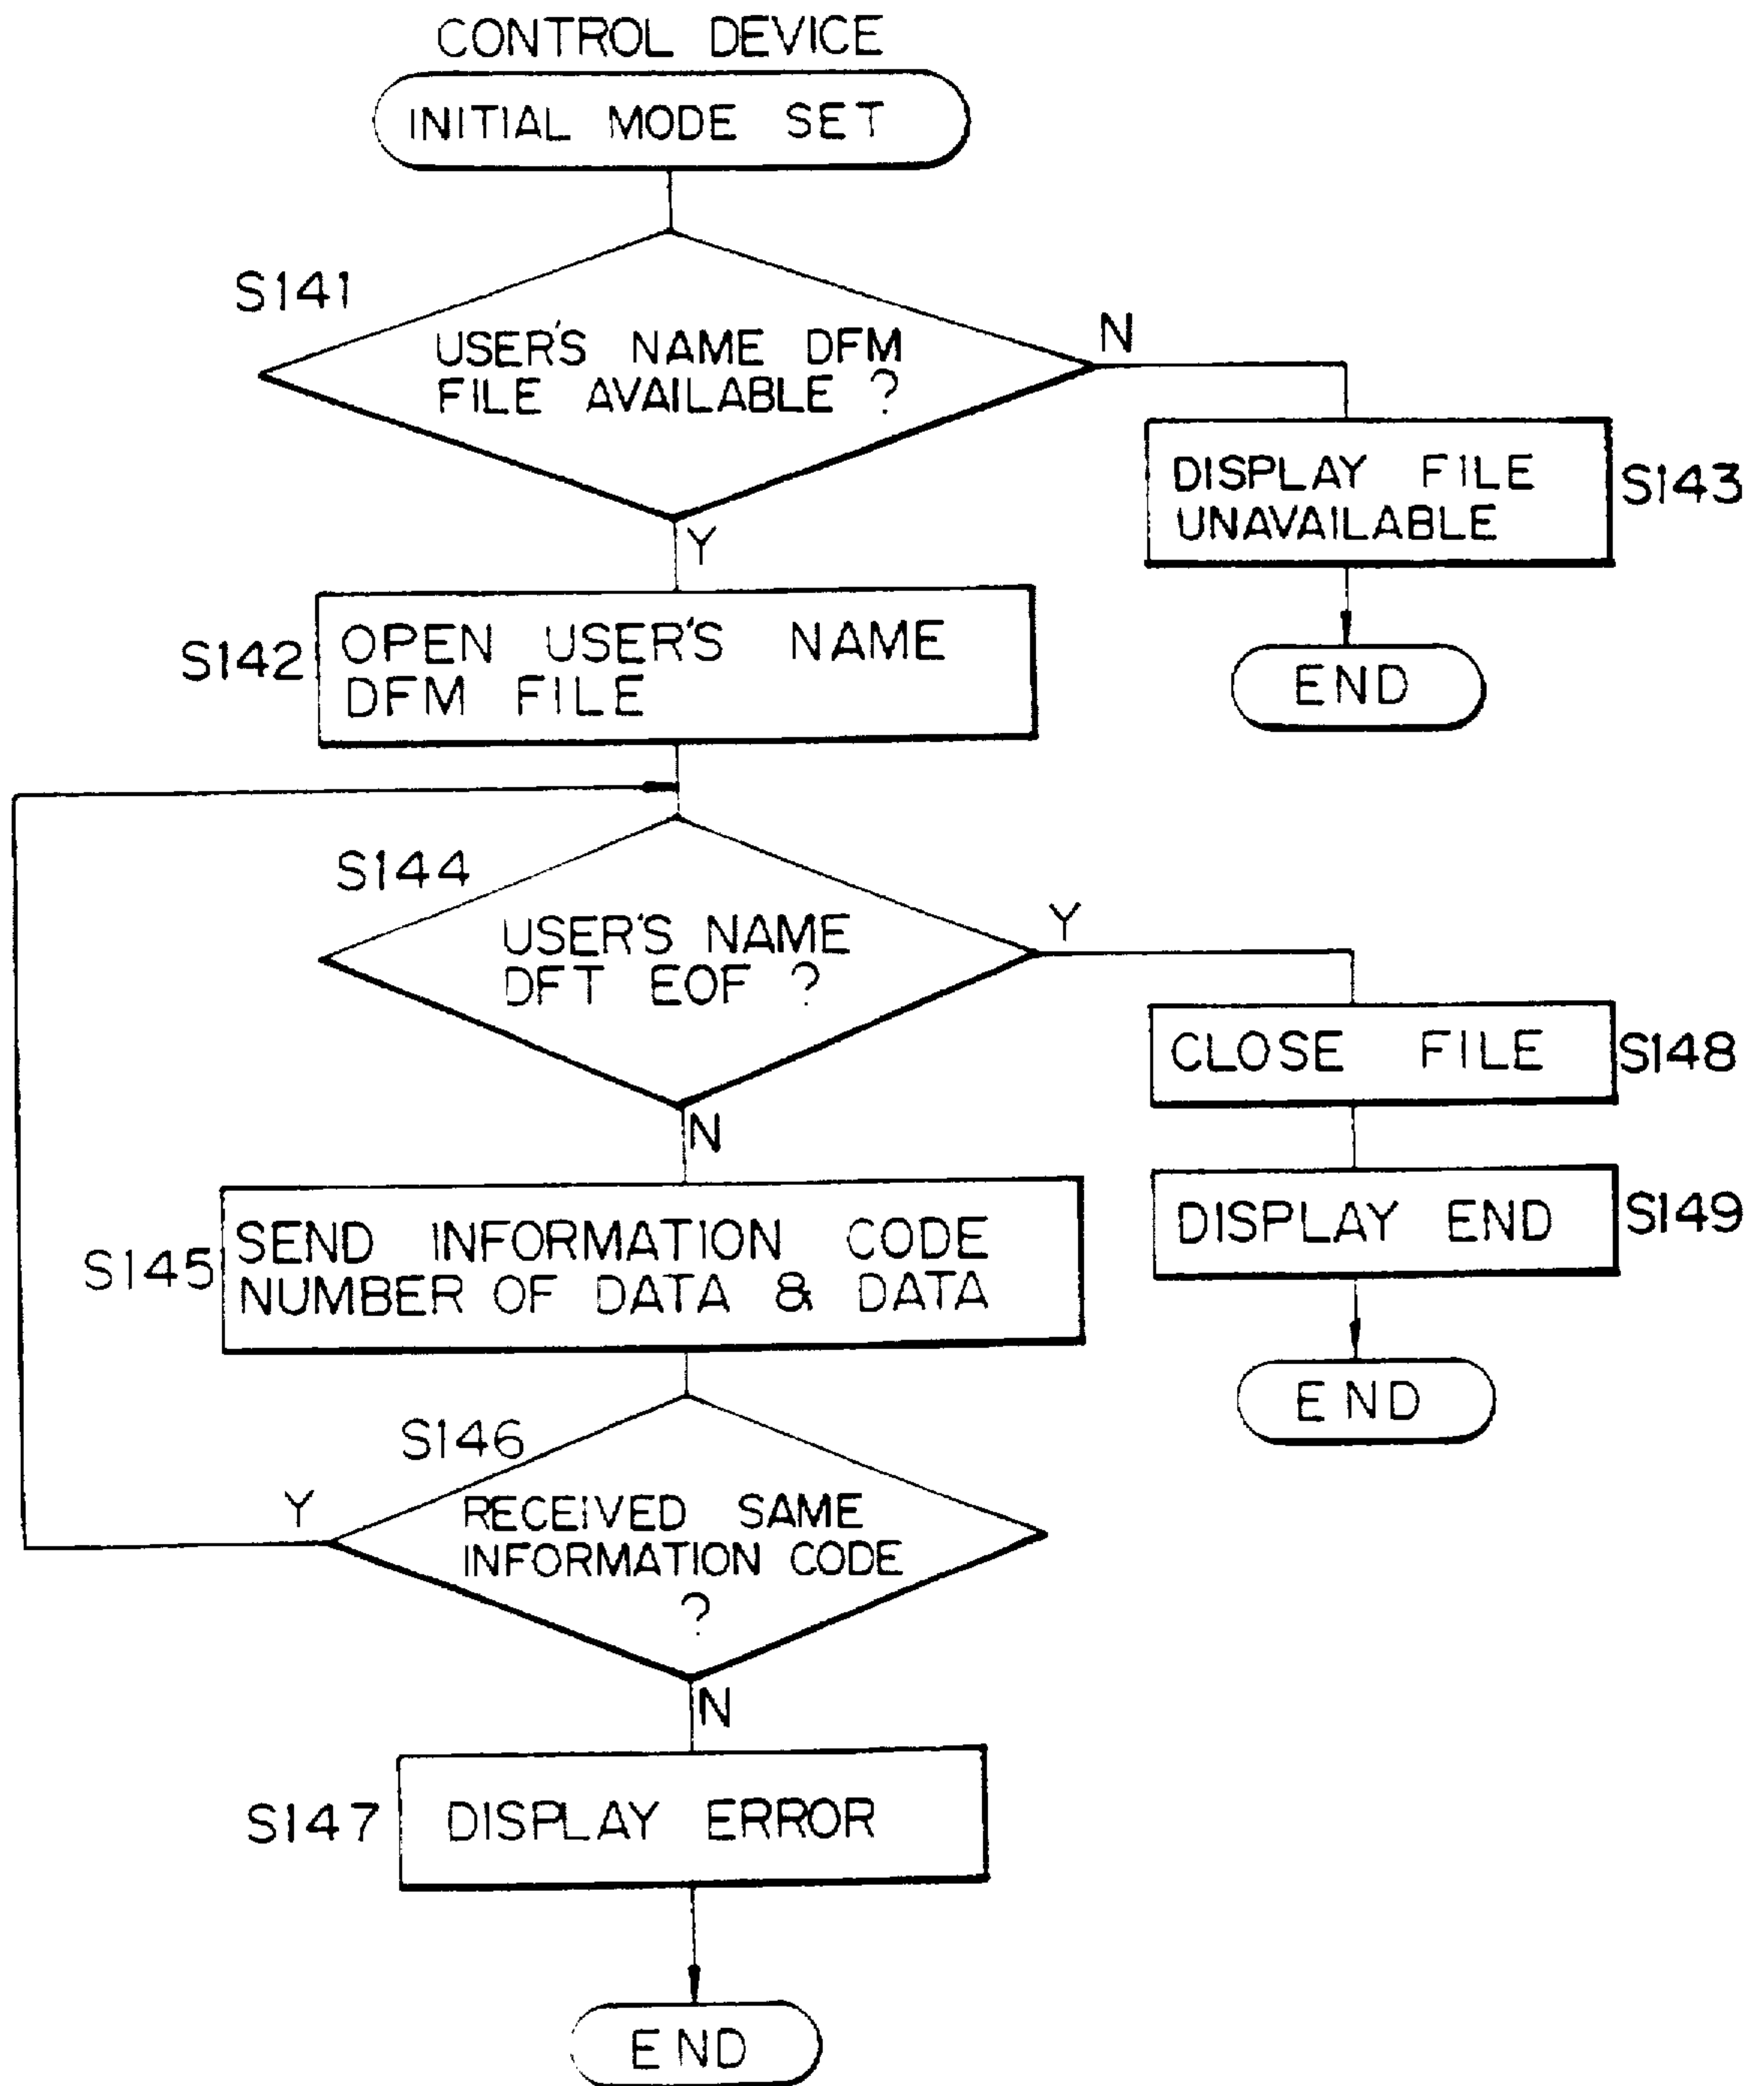 CONTROL DEVICE
INITIAL MODE SET
S141
USER'S NAME DFM
FILE AVAILABLE ?
N
Y
DISPLAY FILE
UNAVAILABLE
S143
END
S142
OPEN USER'S NAME
DFM FILE
S144
USER'S NAME
DFT EOF ?
Y
N
CLOSE FILE
S148
DISPLAY END
S149
END
S145
SEND INFORMATION CODE
NUMBER OF DATA & DATA
S146
Y
RECEIVED SAME
INFORMATION CODE
?
N
S147
DISPLAY ERROR
END